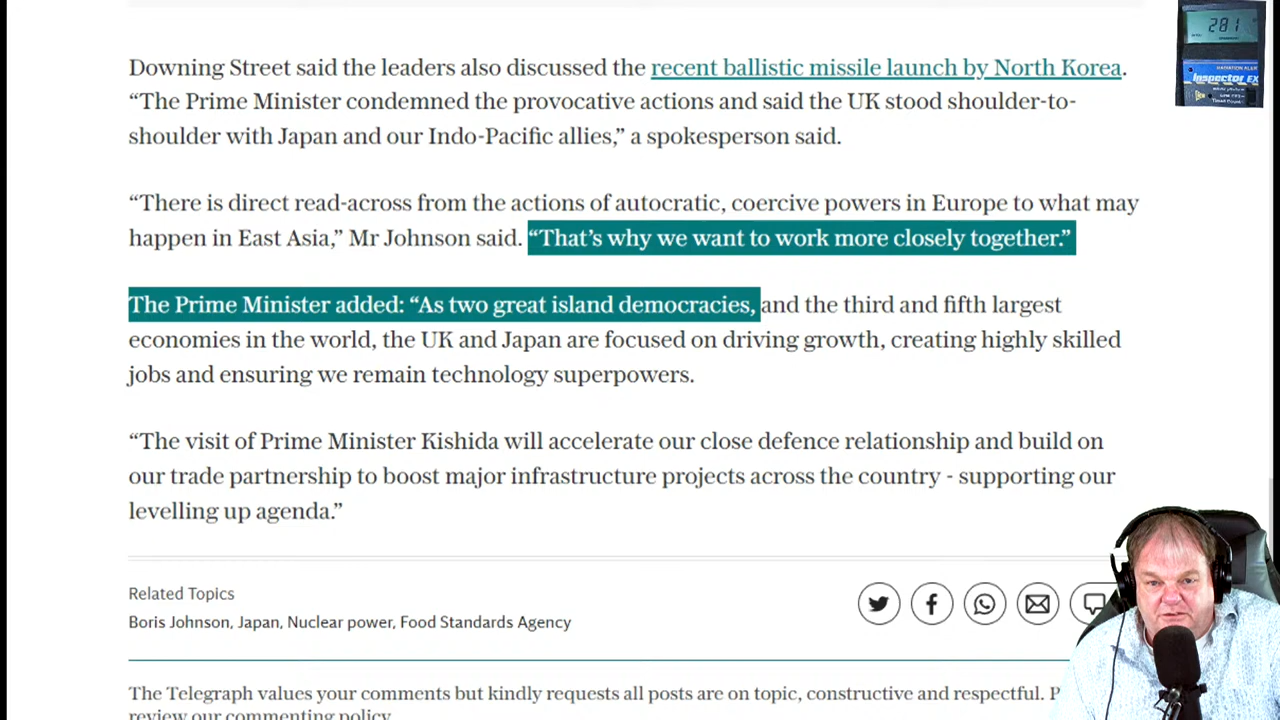 281
Inspector EX
Downing Street said the leaders also discussed the recent ballistic missile launch by North Korea.
“The Prime Minister condemned the provocative actions and said the UK stood shoulder-to-
shoulder with Japan and our Indo-Pacific allies,” a spokesperson said.
“There is direct read-across from the actions of autocratic, coercive powers in Europe to what may
happen in East Asia,” Mr Johnson said. “That’s why we want to work more closely together.”
The Prime Minister added: “As two great island democracies, and the third and fifth largest
economies in the world, the UK and Japan are focused on driving growth, creating highly skilled
jobs and ensuring we remain technology superpowers.
“The visit of Prime Minister Kishida will accelerate our close defence relationship and build on
our trade partnership to boost major infrastructure projects across the country - supporting our
levelling up agenda.”
Related Topics
Boris Johnson, Japan, Nuclear power, Food Standards Agency
The Telegraph values your comments but kindly requests all posts are on topic, constructive and respectful. P
review our commenting policy.